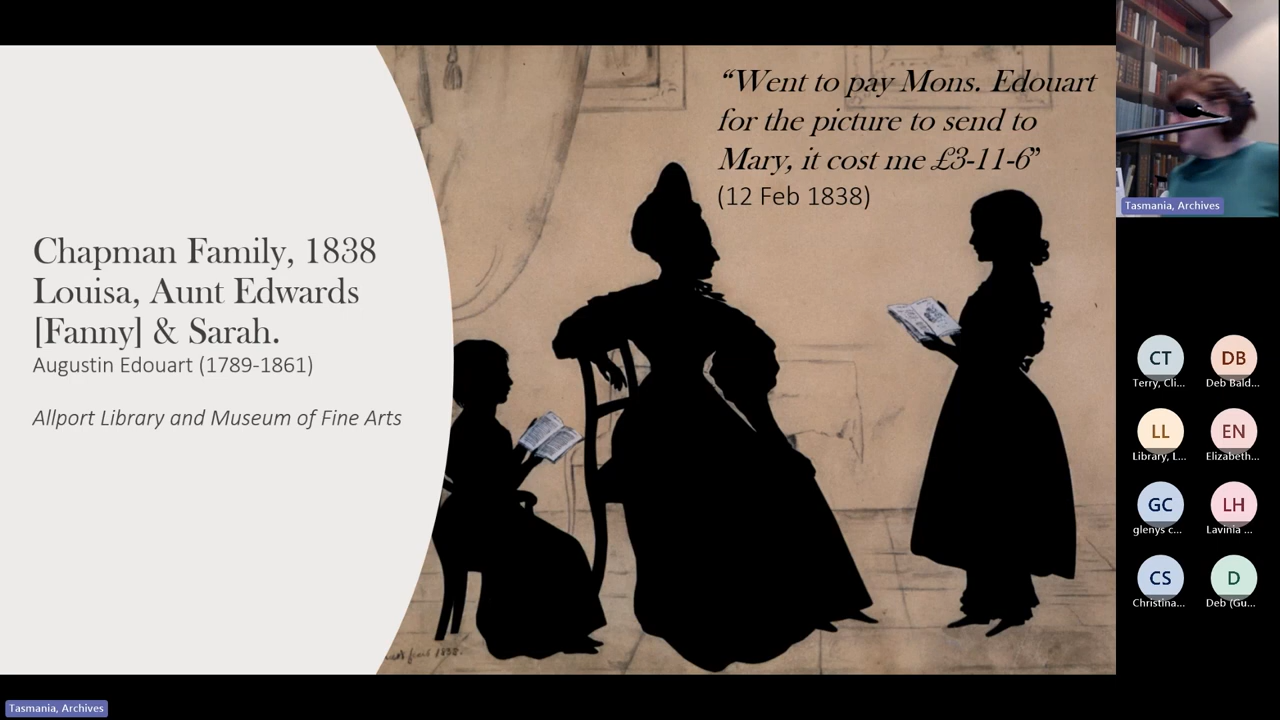 Chapman Family, 1838
Louisa, Aunt Edwards
[Fanny] & Sarah.
Augustin Edouart (1789-1861)
Allport Library and Museum of Fine Arts
“Went to pay Mons. Edouart
for the picture to send to
Mary, it cost me £3-11-6”
(12 Feb 1838)
fecit 1838.
Tasmania, Archives
CT
Terry, Cli...
DB
Deb Bald...
LL
Library, L...
EN
Elizabeth...
GC
glenys c...
LH
Lavinia ...
CS
Christina...
D
Deb (Gu...
Tasmania, Archives